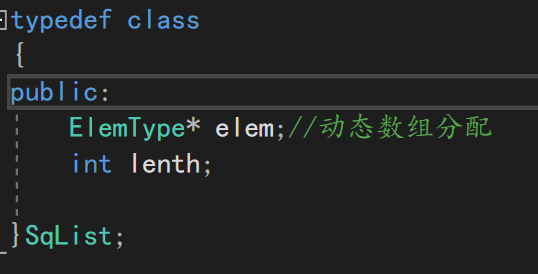 typedef class
{
public:
ElemType* elem;//动态数组分配
int lenth;
}SqList;